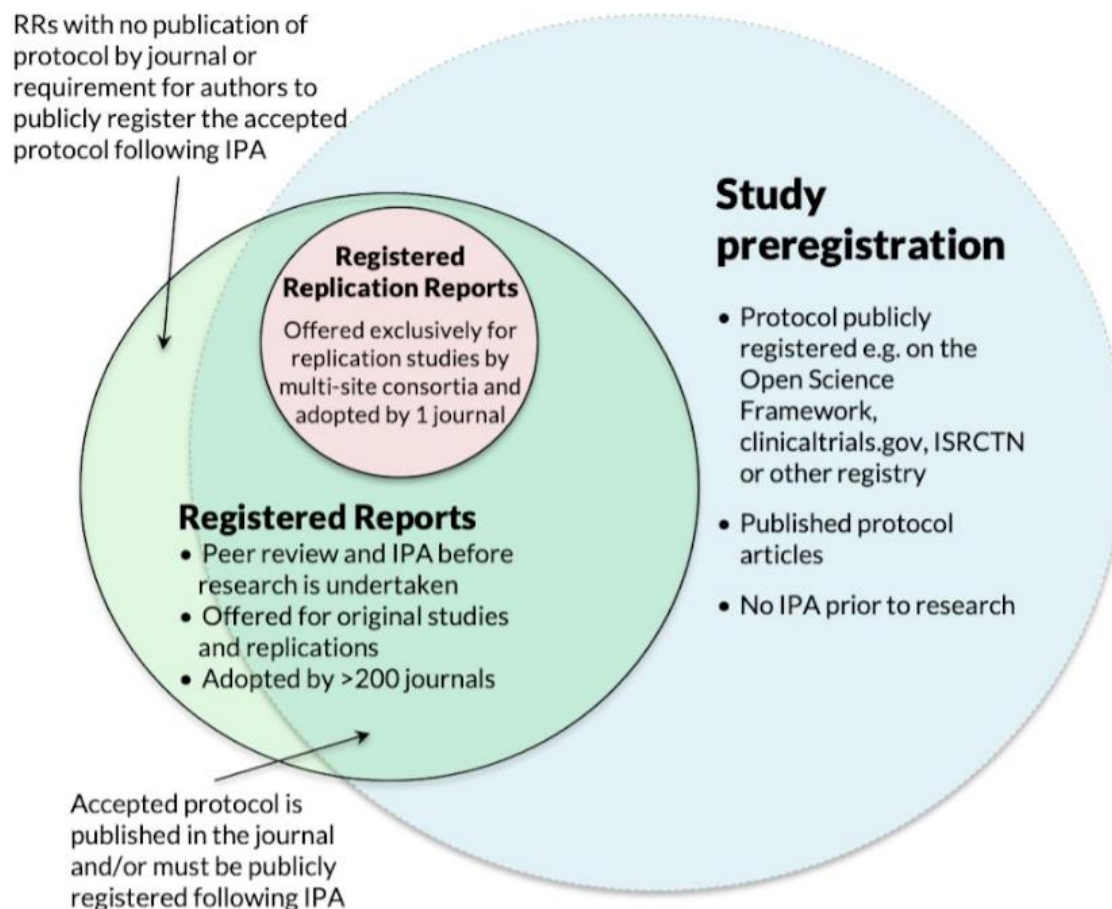 RRs with no publication of
protocol by journal or
requirement for authors to
publicly register the accepted
protocol following IPA
Registered
Replication Reports
Offered exclusively for
replication studies by
multi-site consortia and
adopted by 1 journal
Registered Reports
• Peer review and IPA before
research is undertaken
• Offered for original studies
and replications
• Adopted by >200 journals
Accepted protocol is
published in the journal
and/or must be publicly
registered following IPA
Study
preregistration
• Protocol publicly
registered e.g. on the
Open Science
Framework,
clinicaltrials.gov, ISRCTN
or other registry
• Published protocol
articles
• No IPA prior to research